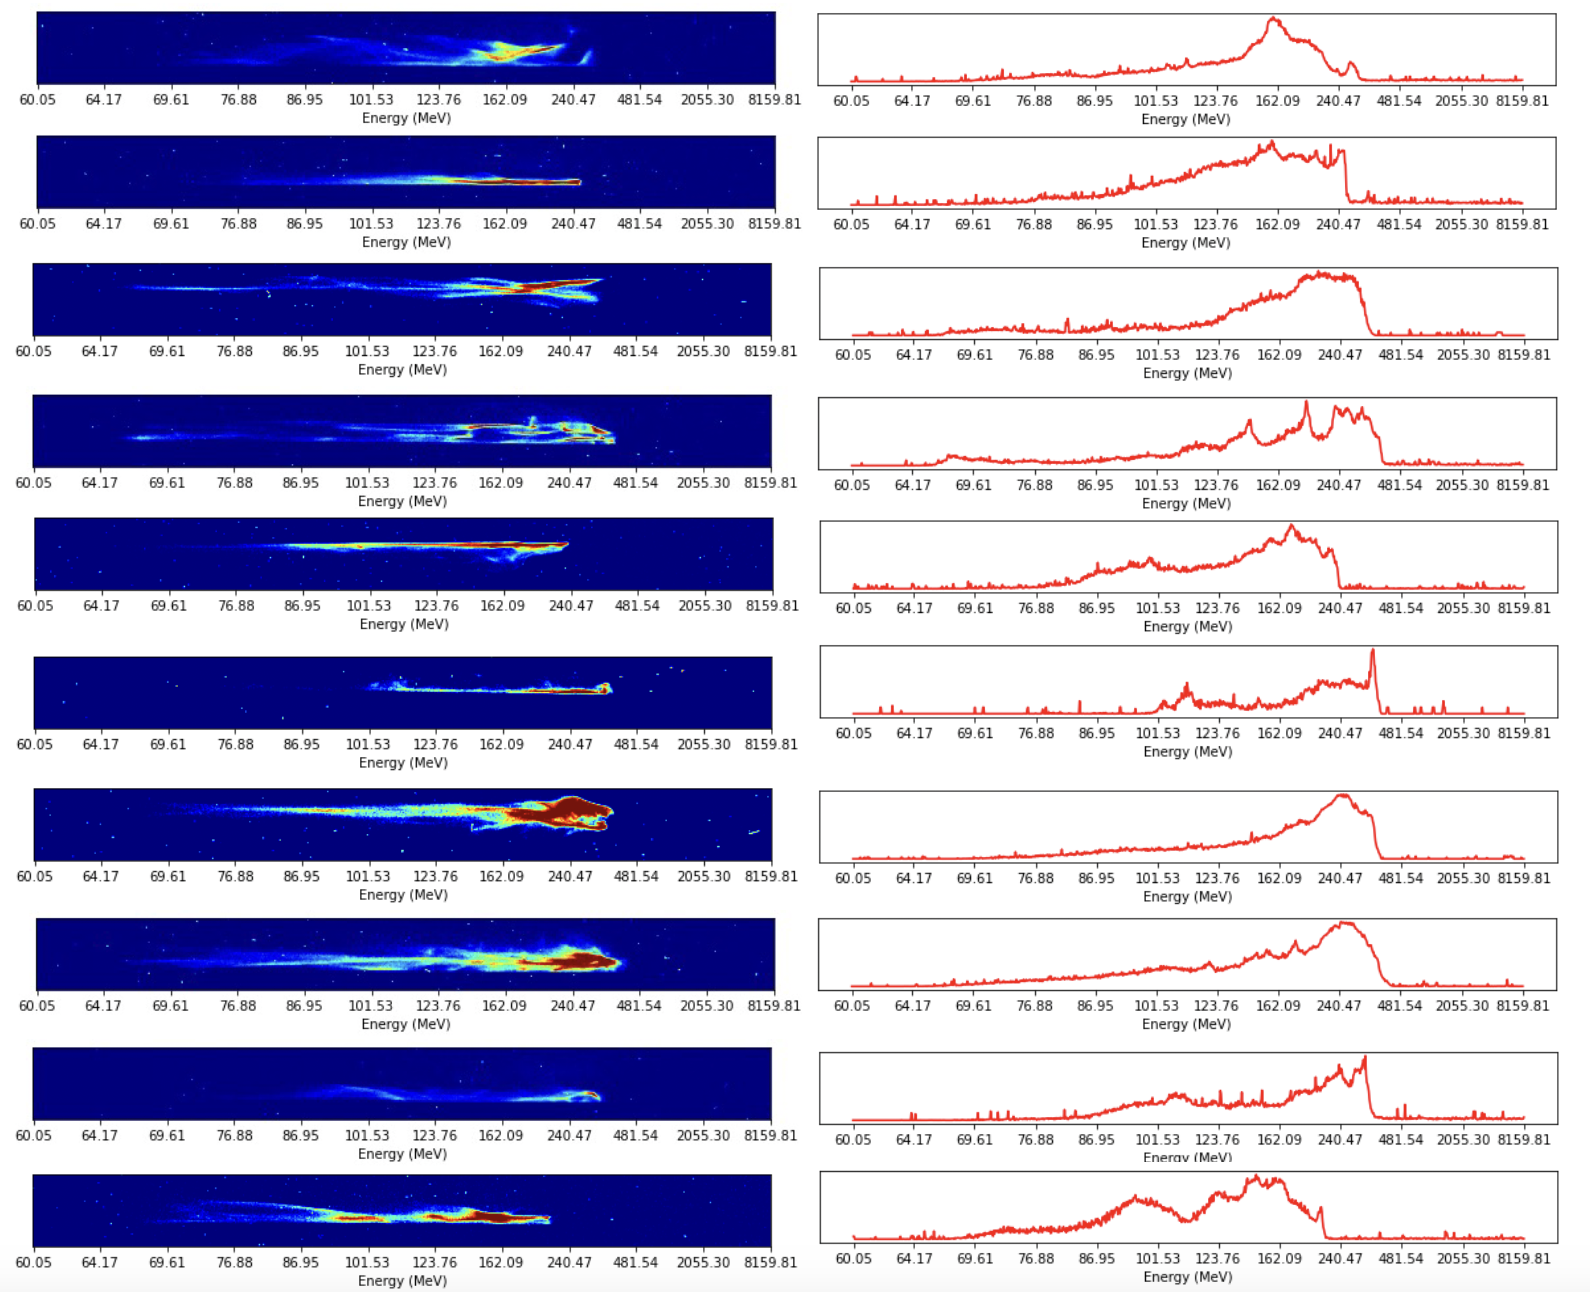 60.05 64.17 69.61 76.88 86.95 101.53 123.76 162.09 240.47 481.54 2055.30 8159.81
Energy (MeV)
60.05 64.17 69.61 76.88 86.95 101.53 123.76 162.09 240.47 481.54 2055.30 8159.81
Energy (MeV)
60.05 64.17 69.61 76.88 86.95 101.53 123.76 162.09 240.47 481.54 2055.30 8159.81
Energy (MeV)
60.05 64.17 69.61 76.88 86.95 101.53 123.76 162.09 240.47 481.54 2055.30 8159.81
Energy (MeV)
60.05 64.17 69.61 76.88 86.95 101.53 123.76 162.09 240.47 481.54 2055.30 8159.81
Energy (MeV)
60.05 64.17 69.61 76.88 86.95 101.53 123.76 162.09 240.47 481.54 2055.30 8159.81
Energy (MeV)
60.05 64.17 69.61 76.88 86.95 101.53 123.76 162.09 240.47 481.54 2055.30 8159.81
Energy (MeV)
60.05 64.17 69.61 76.88 86.95 101.53 123.76 162.09 240.47 481.54 2055.30 8159.81
Energy (MeV)
60.05 64.17 69.61 76.88 86.95 101.53 123.76 162.09 240.47 481.54 2055.30 8159.81
Energy (MeV)
60.05 64.17 69.61 76.88 86.95 101.53 123.76 162.09 240.47 481.54 2055.30 8159.81
Energy (MeV)
60.05 64.17 69.61 76.88 86.95 101.53 123.76 162.09 240.47 481.54 2055.30 8159.81
Energy (MeV)
60.05 64.17 69.61 76.88 86.95 101.53 123.76 162.09 240.47 481.54 2055.30 8159.81
Energy (MeV)
60.05 64.17 69.61 76.88 86.95 101.53 123.76 162.09 240.47 481.54 2055.30 8159.81
Energy (MeV)
60.05 64.17 69.61 76.88 86.95 101.53 123.76 162.09 240.47 481.54 2055.30 8159.81
Energy (MeV)
60.05 64.17 69.61 76.88 86.95 101.53 123.76 162.09 240.47 481.54 2055.30 8159.81
Energy (MeV)
60.05 64.17 69.61 76.88 86.95 101.53 123.76 162.09 240.47 481.54 2055.30 8159.81
Energy (MeV)
60.05 64.17 69.61 76.88 86.95 101.53 123.76 162.09 240.47 481.54 2055.30 8159.81
Energy (MeV)
60.05 64.17 69.61 76.88 86.95 101.53 123.76 162.09 240.47 481.54 2055.30 8159.81
Energy (MeV)
60.05 64.17 69.61 76.88 86.95 101.53 123.76 162.09 240.47 481.54 2055.30 8159.81
Energy (MeV)
60.05 64.17 69.61 76.88 86.95 101.53 123.76 162.09 240.47 481.54 2055.30 8159.81
Energy (MeV)